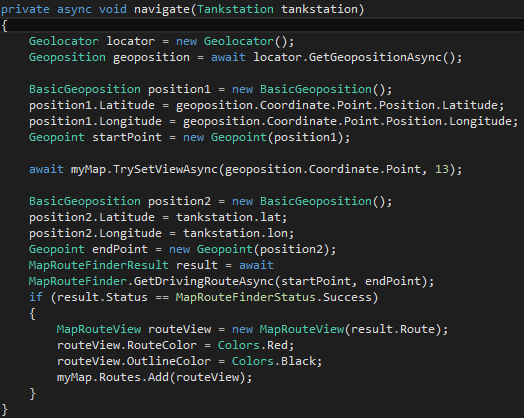 private async void navigate(Tankstation tankstation)
{
Geolocator locator = new Geolocator();
Geoposition geoposition = await locator.GetGeopositionAsync();
BasicGeoposition position1 = new BasicGeoposition();
position1.Latitude = geoposition.Coordinate.Point.Position.Latitude;
position1.Longitude = geoposition.Coordinate.Point.Position.Longitude;
Geopoint startPoint = new Geopoint(position1);
await myMap.TrySetViewAsync(geoposition.Coordinate.Point, 13);
BasicGeoposition position2 = new BasicGeoposition();
position2.Latitude = tankstation.lat;
position2.Longitude = tankstation.lon;
Geopoint endPoint = new Geopoint(position2);
MapRouteFinderResult result = await
MapRouteFinder.GetDrivingRouteAsync(startPoint, endPoint);
if (result.Status == MapRouteFinderStatus.Success)
{
MapRouteView routeView = new MapRouteView(result.Route);
routeView.RouteColor = Colors.Red;
routeView.OutlineColor = Colors.Black;
myMap.Routes.Add(routeView);
}
}